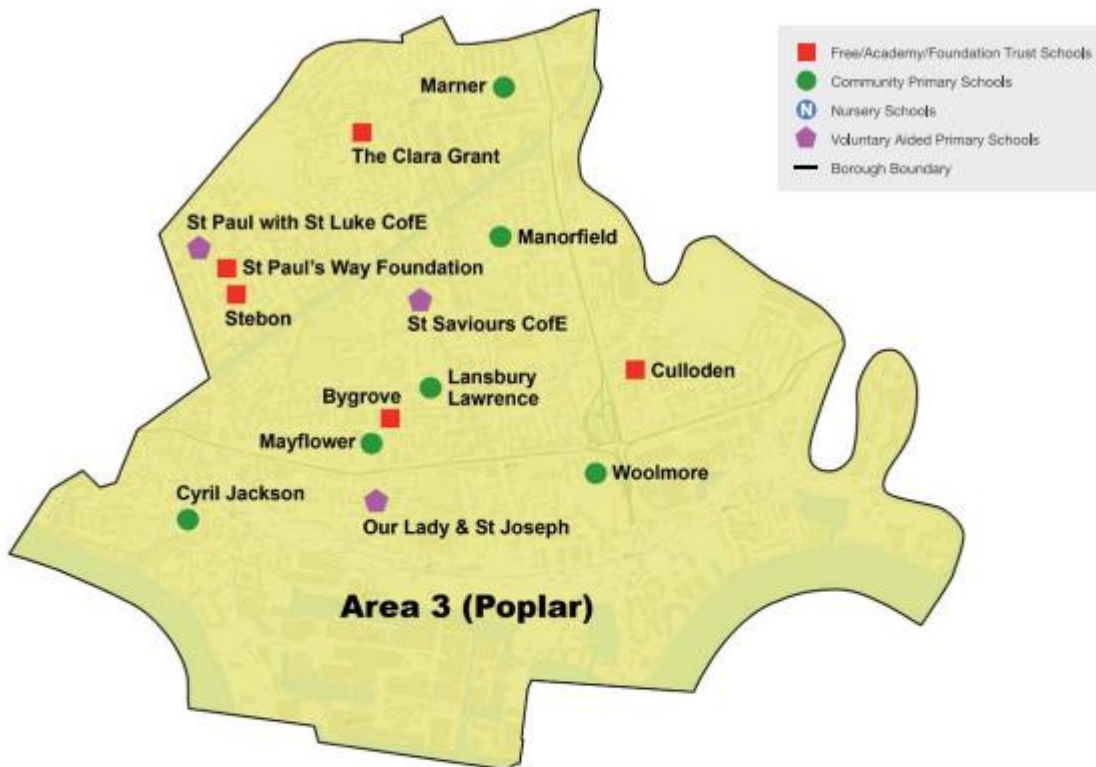 Free/Academy/Foundation Trust Schools
Community Primary Schools
N
Nursery Schools
Voluntary Aided Primary Schools
Borough Boundary
Marner
The Clara Grant
St Paul with St Luke CofE
Manorfield
St Paul's Way Foundation
Stebon
St Saviours CofE
Culloden
Lansbury
Lawrence
Bygrove
Mayflower
Woolmore
Cyril Jackson
Our Lady & St Joseph
Area 3 (Poplar)